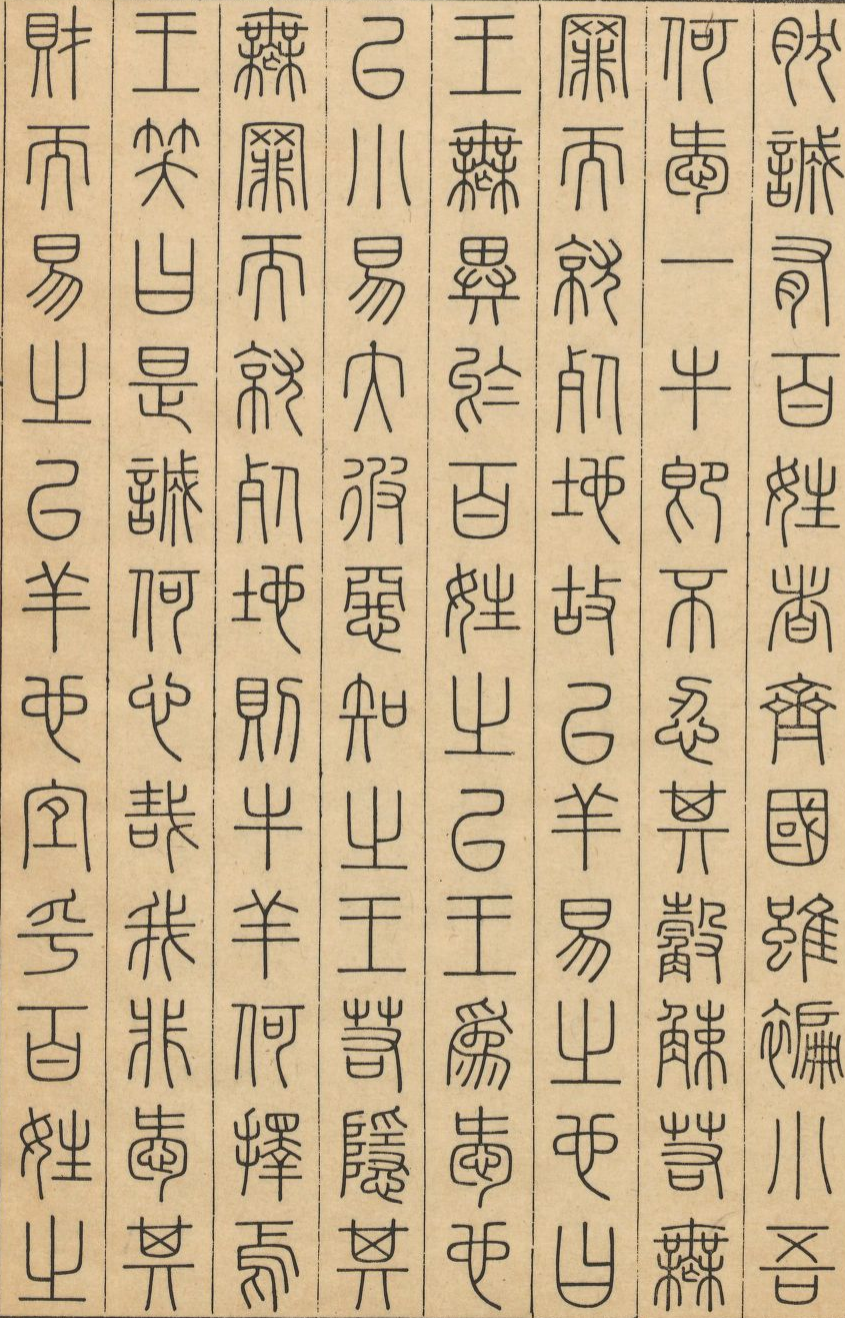 然誠有百姓者齊國雖褊小吾
何愛一牛即不忍其觳觫若無
罪而就死地故以羊易之也曰
王無異於百姓之以王為愛也
以小易大彼惡知之王若隱其
無罪而就死地則牛羊何擇焉
王笑曰是誠何心哉我非愛其
財而易之以羊也宜乎百姓之